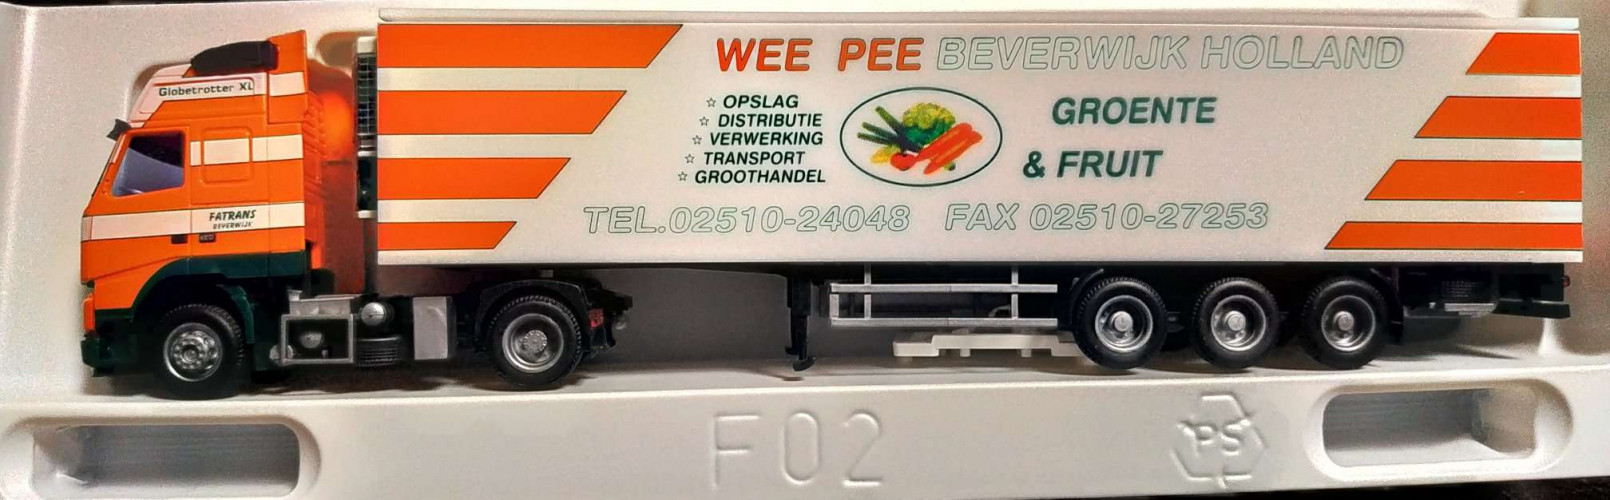 WEE PEE BEVERWIJK HOLLAND
☆ OPSLAG
☆ DISTRIBUTIE
☆ VERWERKING
☆ TRANSPORT
☆ GROOTHANDEL
GROENTE
& FRUIT
TEL.02510-24048 FAX 02510-27253
Globetrotter XL
FATRANS
BEVERWIJK
F02
PS